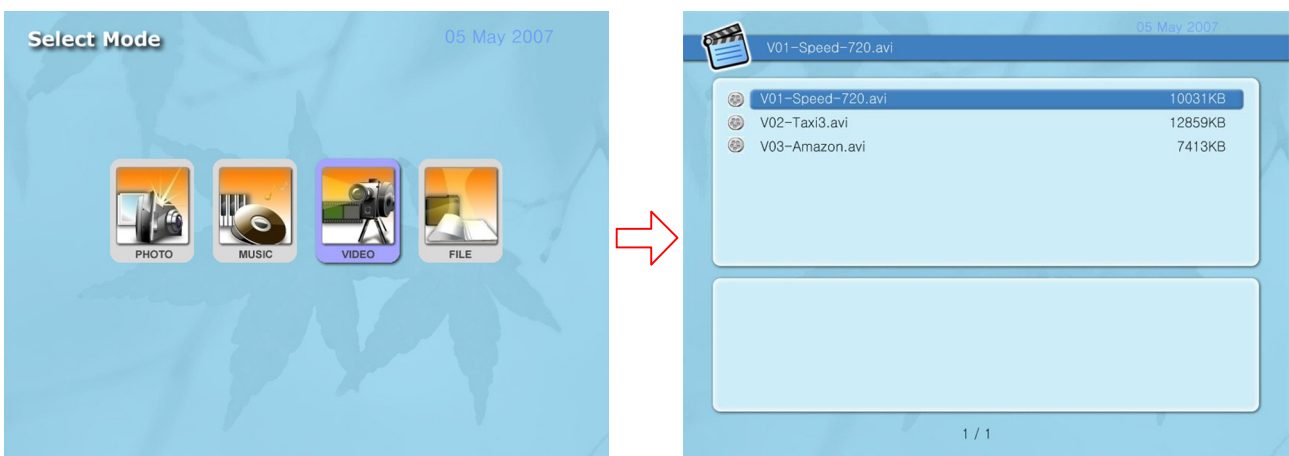 Select Mode
05 May 2007
PHOTO
MUSIC
VIDEO
FILE
05 May 2007
V01-Speed-720.avi
V01-Speed-720.avi 10031KB
V02-Taxi3.avi 12859KB
V03-Amazon.avi 7413KB
1 / 1